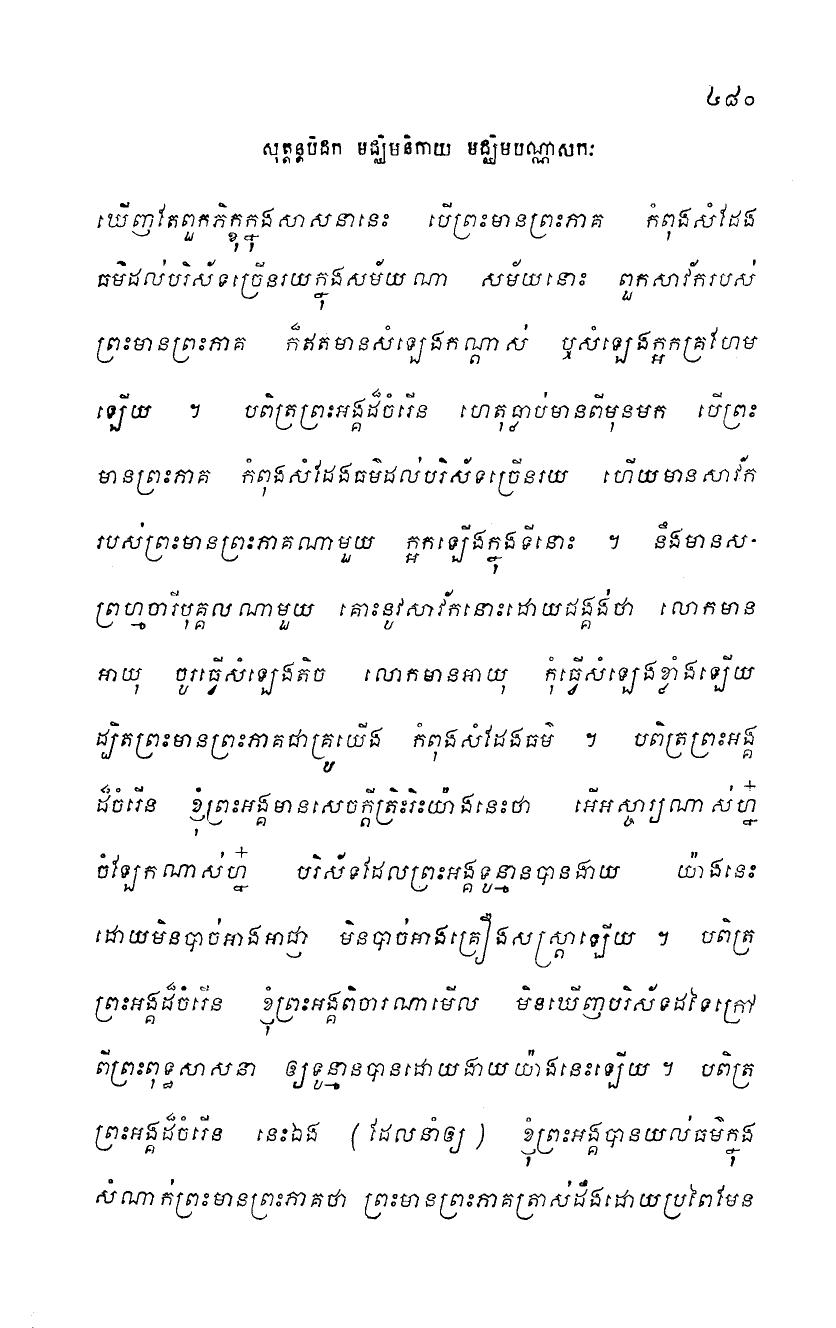 ៤៨០
សុត្តន្តបិដក មជ្ឈិមនិកាយ មជ្ឈិមបណ្ណាសកៈ
ឃើញតែពួកភិក្ខុក្នុងសាសនានេះ បើព្រះមានព្រះភាគ កំពុងសំដែង
ធម៌ដល់បរិស័ទច្រើនរយក្នុងសម័យណា សម័យនោះ ពួកសាវ័ករបស់
ព្រះមានព្រះភាគ ក៏ឥតមានសំឡេងកណ្តាស់ ឬសំឡេងក្អកគ្រហែម
ឡើយ ។ បពិត្រព្រះអង្គដ៏ចំរើន ហេតុធ្លាប់មានពីមុនមក បើព្រះ
មានព្រះភាគ កំពុងសំដែងធម៌ដល់បរិស័ទច្រើនរយ ហើយមានសាវ័ក
របស់ព្រះមានព្រះភាគណាមួយ ក្អកឡើងក្នុងទីនោះ ។ នឹងមានស-
ព្រហ្មចារីបុគ្គលណាមួយ គោះនូវសាវ័កនោះដោយជង្គង់ថា លោកមាន
អាយុ ចូរធ្វើសំឡេងតិច លោកមានអាយុ កុំធ្វើសំឡេងខ្លាំងឡើយ
ដ្បិតព្រះមានព្រះភាគជាគ្រូយើង កំពុងសំដែងធម៌ ។ បពិត្រព្រះអង្គ
ដ៏ចំរើន ខ្ញុំព្រះអង្គមានសេចក្តីត្រិះរិះយ៉ាងនេះថា អើអស្ចារ្យណាស់ហ្ន៎
ចំឡែកណាស់ហ្ន៎ បរិស័ទដែលព្រះអង្គទូន្មានបានងាយ យ៉ាងនេះ
ដោយមិនបាច់អាងអាជ្ញា មិនបាច់អាងគ្រឿងសស្ត្រាឡើយ ។ បពិត្រ
ព្រះអង្គដ៏ចំរើន ខ្ញុំព្រះអង្គពិចារណាមើល មិនឃើញបរិស័ទដទៃក្រៅ
ពីព្រះពុទ្ធសាសនា ឲ្យទូន្មានបានដោយងាយយ៉ាងនេះឡើយ ។ បពិត្រ
ព្រះអង្គដ៏ចំរើន នេះឯង ( ដែលនាំឲ្យ ) ខ្ញុំព្រះអង្គបានយល់ធម៌ក្នុង
សំណាក់ព្រះមានព្រះភាគថា ព្រះមានព្រះភាគត្រាស់ដឹងដោយប្រពៃមែន